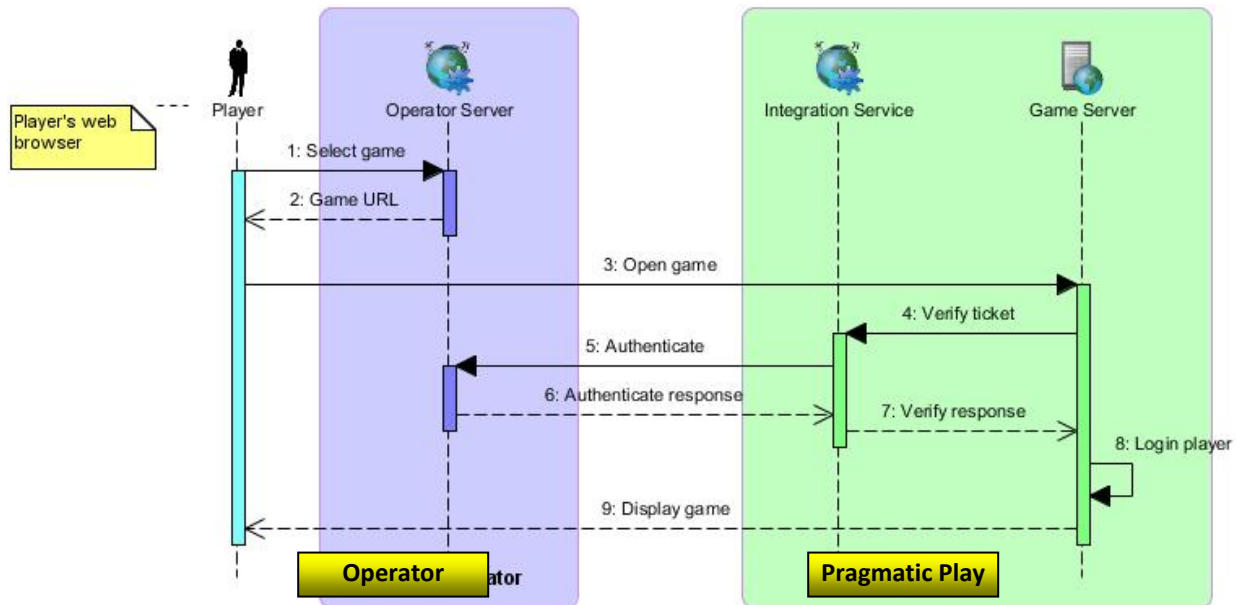 Player's web
browser
Player
Operator Server
Integration Service
Game Server
1: Select game
2: Game URL
3: Open game
4: Verify ticket
5: Authenticate
6: Authenticate response
7: Verify response
8: Login player
9: Display game
Operator
Pragmatic Play